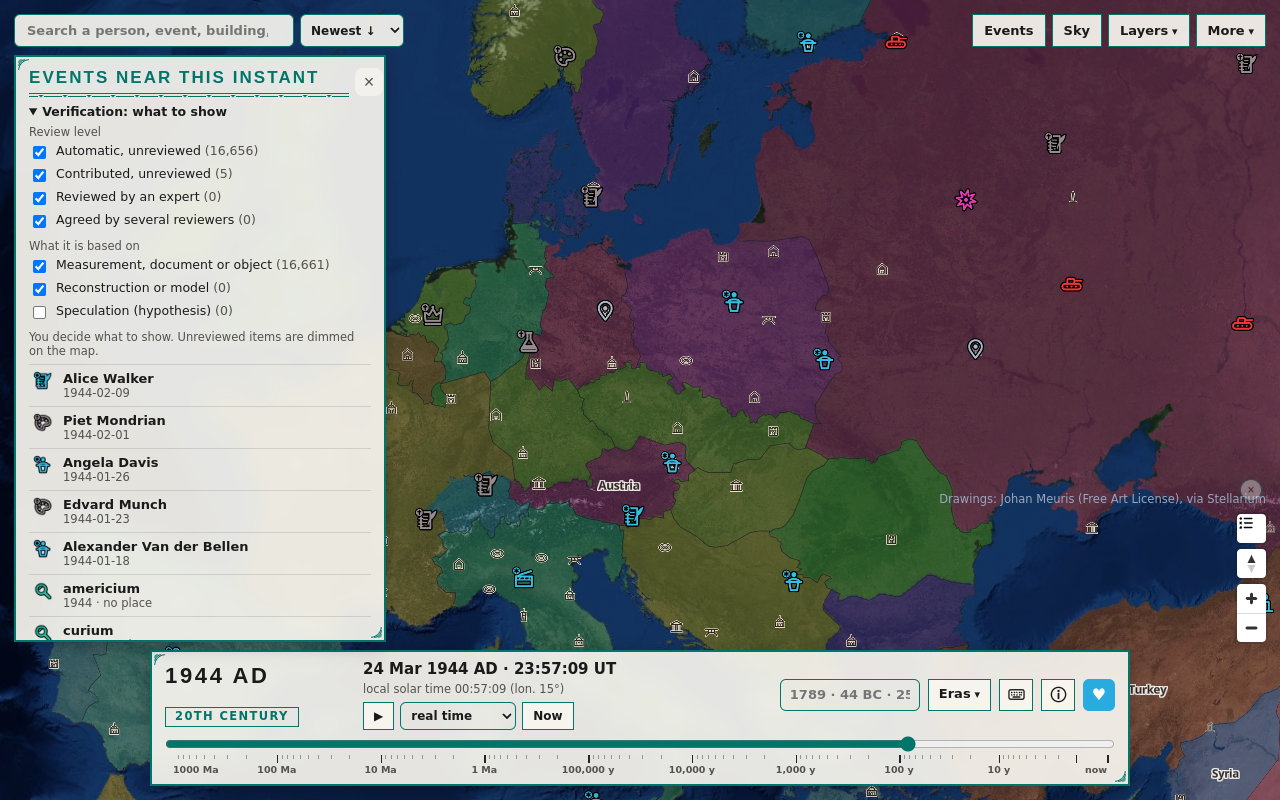 Search a person, event, building,
Newest ↓
Events
Sky
Layers ▾
More ▾
EVENTS NEAR THIS INSTANT
×
▼ Verification: what to show
Review level
Automatic, unreviewed (16,656)
Contributed, unreviewed (5)
Reviewed by an expert (0)
Agreed by several reviewers (0)
What it is based on
Measurement, document or object (16,661)
Reconstruction or model (0)
Speculation (hypothesis) (0)
You decide what to show. Unreviewed items are dimmed
on the map.
Alice Walker
1944-02-09
Piet Mondrian
1944-02-01
Angela Davis
1944-01-26
Edvard Munch
1944-01-23
Alexander Van der Bellen
1944-01-18
americium
1944 · no place
curium
Austria
Drawings: Johan Meuris (Free Art License), via Stellarium
×
+
−
Turkey
Syria
1944 AD
20TH CENTURY
24 Mar 1944 AD · 23:57:09 UT
local solar time 00:57:09 (lon. 15°)
▶
real time
Now
1789 · 44 BC · 25
Eras ▾
♥
1000 Ma
100 Ma
10 Ma
1 Ma
100,000 y
10,000 y
1,000 y
100 y
10 y
now